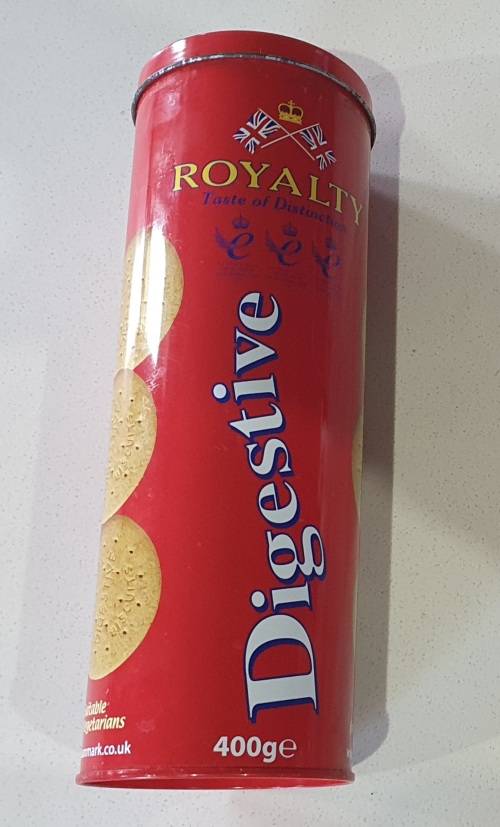 ROYALTY
Taste of Distinction
Digestive
400g℮